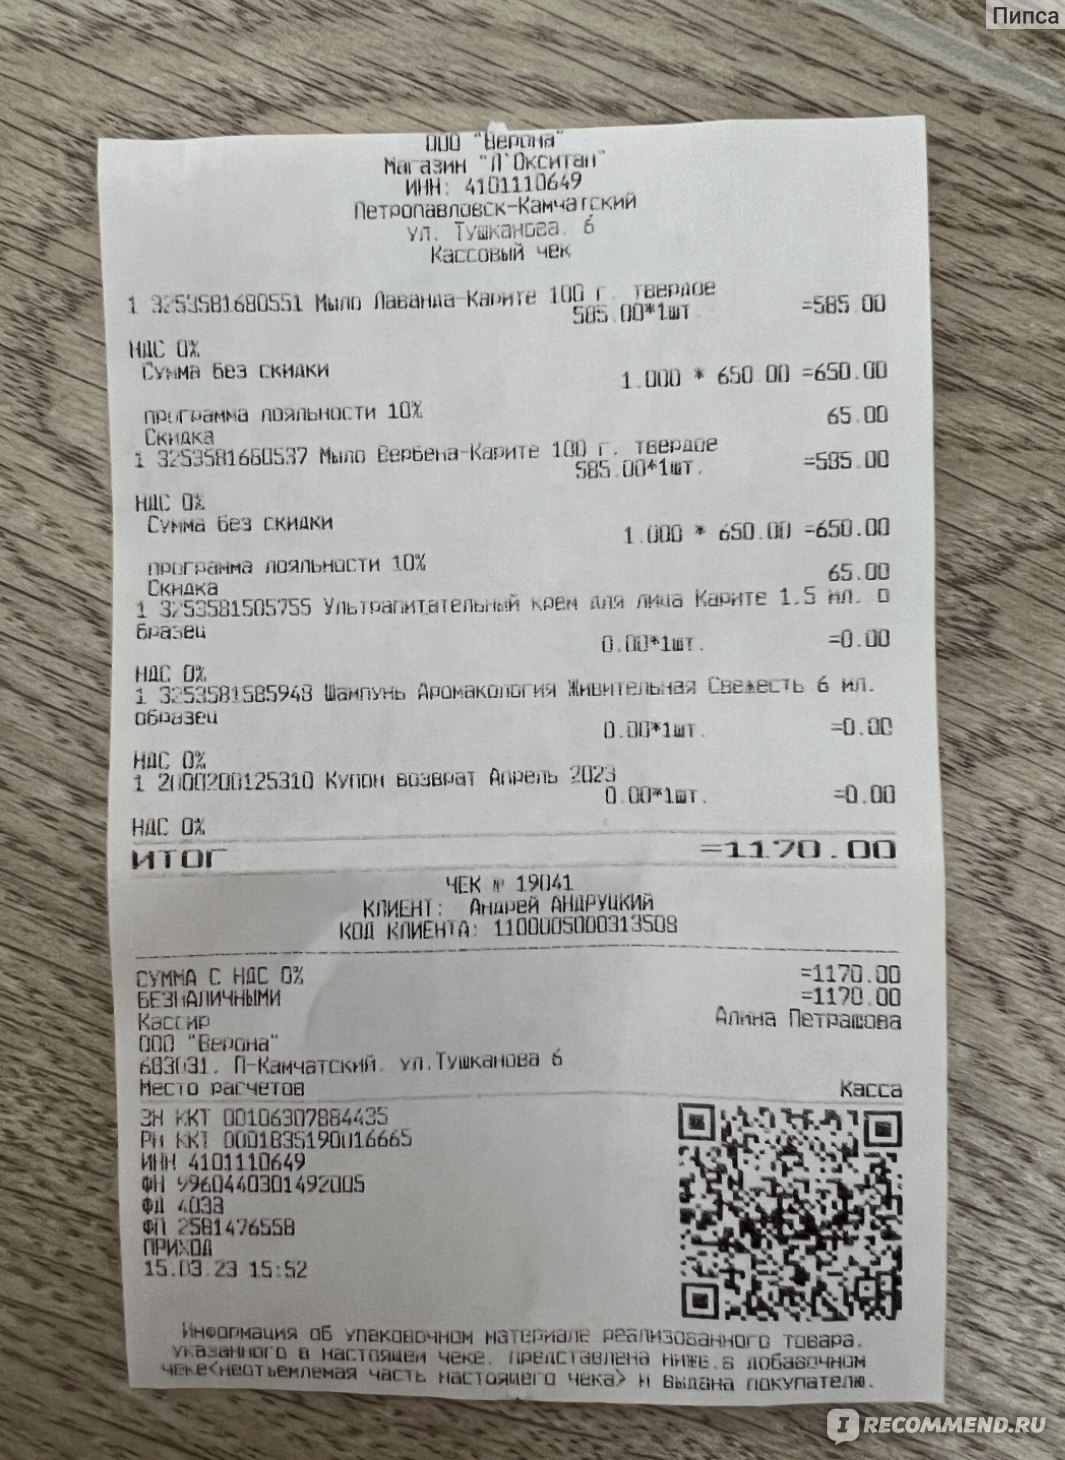 Пипса
ООО "Верона"
Магазин "Л'Окситан"
ИНН: 4101110649
Петропавловск-Камчатский
ул. Тушканова. 6
Кассовый чек
1 3253581680551 Мыло Лаванда-Карите 100 г. твердое
585.00*1шт =585.00
НДС 0%
Сумма без скидки
1.000 * 650.00 =650.00
программа лояльности 10% 65.00
Скидка
1 3253581680537 Мыло Вербена-Карите 100 г. твердое
585.00*1шт. =585.00
НДС 0%
Сумма без скидки
1.000 * 650.00 =650.00
программа лояльности 10% 65.00
Скидка
1 3253581505755 Ультрапитательный крем для лица Карите 1.5 мл. о
бразец
0.00*1шт. =0.00
НДС 0%
1 3253581585948 Шампунь Аромакология Живительная Свежесть 6 мл.
образец
0.00*1шт. =0.00
НДС 0%
1 2000200125310 Купон возврат Апрель 2023
0.00*1шт. =0.00
НДС 0%
ИТОГ =1170.00
ЧЕК № 19041
КЛИЕНТ: Андрей АНДРУЦКИЙ
КОД КЛИЕНТА: 1100005000313509
СУММА С НДС 0% =1170.00
БЕЗНАЛИЧНЫМИ =1170.00
Кассир Алина Петрашова
ООО "Верона"
683031. П-Камчатский. ул.Тушканова 6
Место расчетов Касса
ЗН ККТ 00106307884435
РН ККТ 0001835190016665
ИНН 4101110649
ФН 9960440301492005
ФД 4033
ФП 2581476558
ПРИХОД
15.03.23 15:52
Информация об упаковочном материале реализованного товара.
указанного в настоящем чеке. представлена ниже.в добавочном
чеке<неотъемлемая часть настоящего чека> и выдана покупателю.
IRECOMMEND.RU